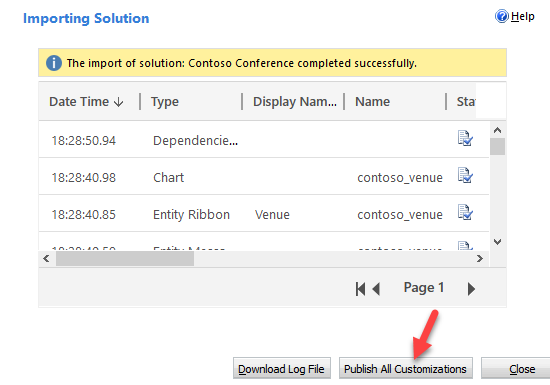 Importing Solution
Help
The import of solution: Contoso Conference completed successfully.
Date Time Type Display Nam... Name Sta
18:28:50.94 Dependencie...
18:28:40.98 Chart contoso_venue
18:28:40.85 Entity Ribbon Venue contoso_venue
Page 1
Download Log File Publish All Customizations Close